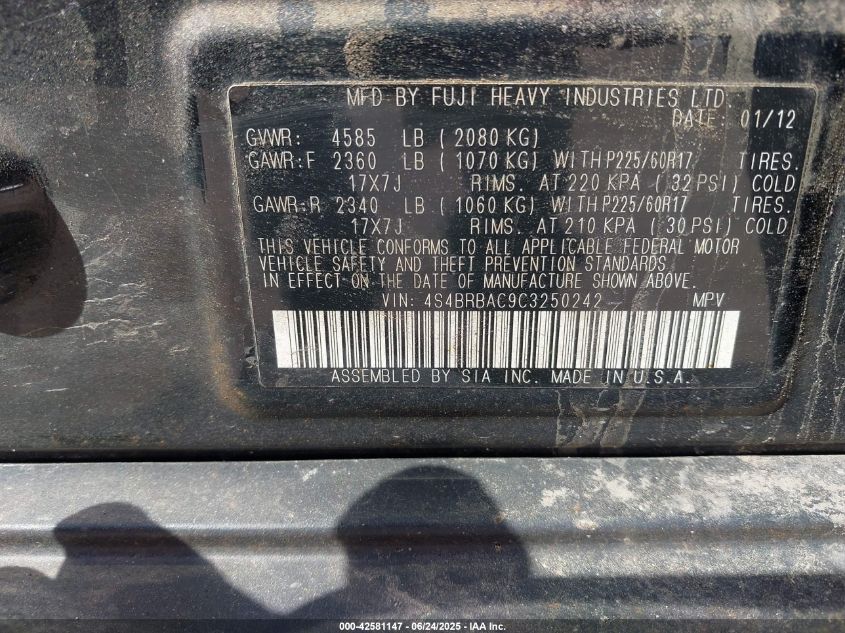 MFD BY FUJI HEAVY INDUSTRIES LTD.
DATE: 01/12
GVWR: 4585 LB ( 2080 KG)
GAWR:F 2360 LB ( 1070 KG) WITH P225/60R17 TIRES.
17X7J RIMS. AT 220 KPA ( 32 PSI) COLD
GAWR:R 2340 LB ( 1060 KG) WITH P225/60R17 TIRES.
17X7J RIMS. AT 210 KPA ( 30 PSI) COLD
THIS VEHICLE CONFORMS TO ALL APPLICABLE FEDERAL MOTOR
VEHICLE SAFETY AND THEFT PREVENTION STANDARDS
IN EFFECT ON THE DATE OF MANUFACTURE SHOWN ABOVE.
VIN: 4S4BRBAC9C3250242 MPV
ASSEMBLED BY SIA INC. MADE IN U.S.A.
000-42581147 - 06/24/2025 - IAA Inc.